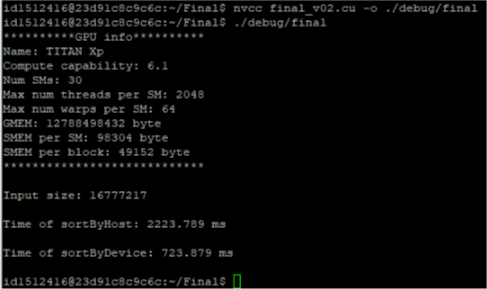 id1512416@23d91c8c9c6c:~/Final$ nvcc final_v02.cu -o ./debug/final
id1512416@23d91c8c9c6c:~/Final$ ./debug/final
**********GPU info**********
Name: TITAN Xp
Compute capability: 6.1
Num SMs: 30
Max num threads per SM: 2048
Max num warps per SM: 64
GMEM: 12788498432 byte
SMEM per SM: 98304 byte
SMEM per block: 49152 byte
****************************
Input size: 16777217
Time of sortByHost: 2223.789 ms
Time of sortByDevice: 723.879 ms
id1512416@23d91c8c9c6c:~/Final$